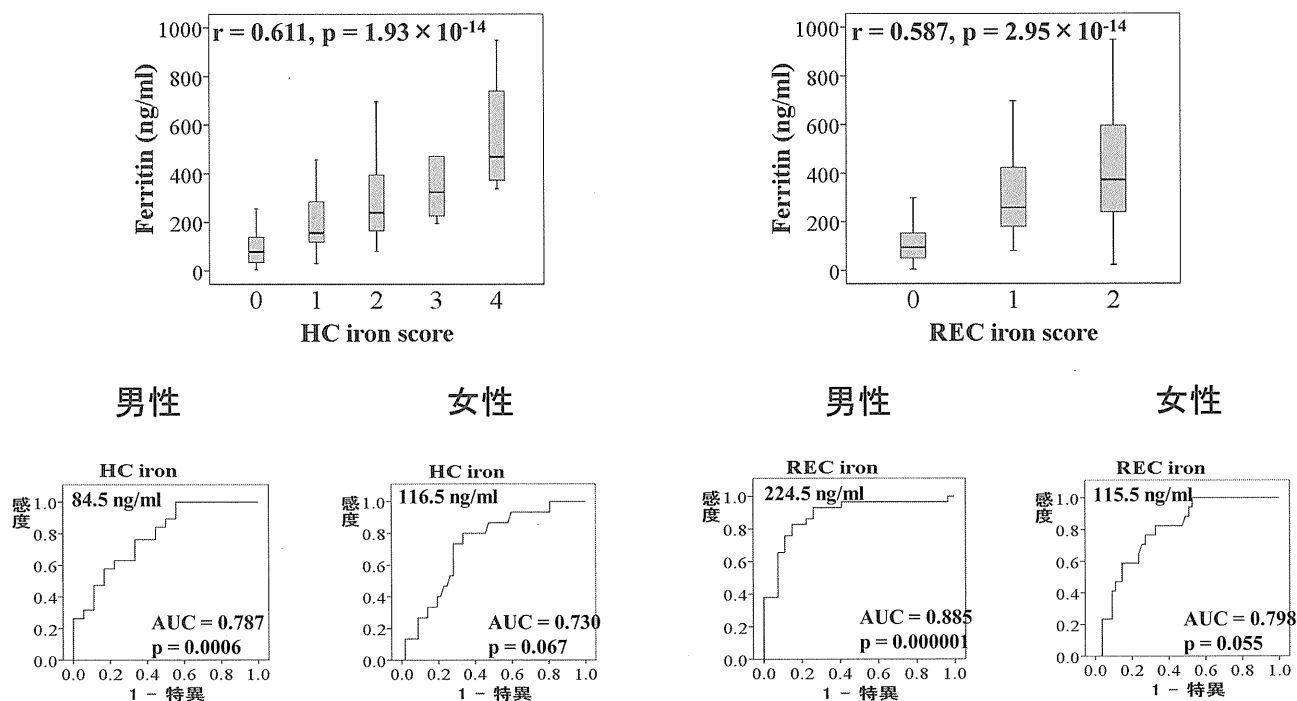 r = 0.611, p = 1.93 × 10-14
Ferritin (ng/ml)
1000
800
600
400
200
0
0 1 2 3 4
HC iron score
r = 0.587, p = 2.95 × 10-14
Ferritin (ng/ml)
1000
800
600
400
200
0
0 1 2
REC iron score
男性
HC iron
84.5 ng/ml
感度
1.0
0.8
0.6
0.4
0.2
0.0
AUC = 0.787
p = 0.0006
0.0 0.2 0.4 0.6 0.8 1.0
1 - 特異
女性
HC iron
116.5 ng/ml
感度
1.0
0.8
0.6
0.4
0.2
0.0
AUC = 0.730
p = 0.067
0.0 0.2 0.4 0.6 0.8 1.0
1 - 特異
男性
REC iron
224.5 ng/ml
感度
1.0
0.8
0.6
0.4
0.2
0.0
AUC = 0.885
p = 0.000001
0.0 0.2 0.4 0.6 0.8 1.0
1 - 特異
女性
REC iron
115.5 ng/ml
感度
1.0
0.8
0.6
0.4
0.2
0.0
AUC = 0.798
p = 0.055
0.0 0.2 0.4 0.6 0.8 1.0
1 - 特異